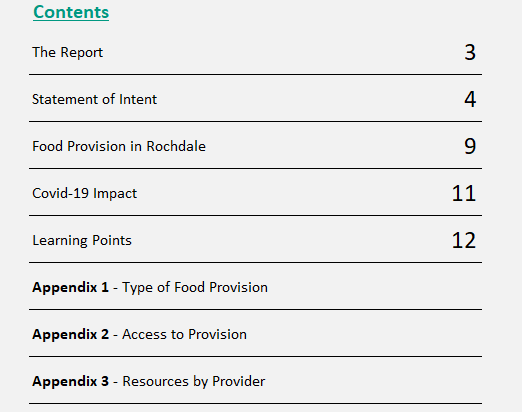 Contents
The Report 3
Statement of Intent 4
Food Provision in Rochdale 9
Covid-19 Impact 11
Learning Points 12
Appendix 1 - Type of Food Provision
Appendix 2 - Access to Provision
Appendix 3 - Resources by Provider